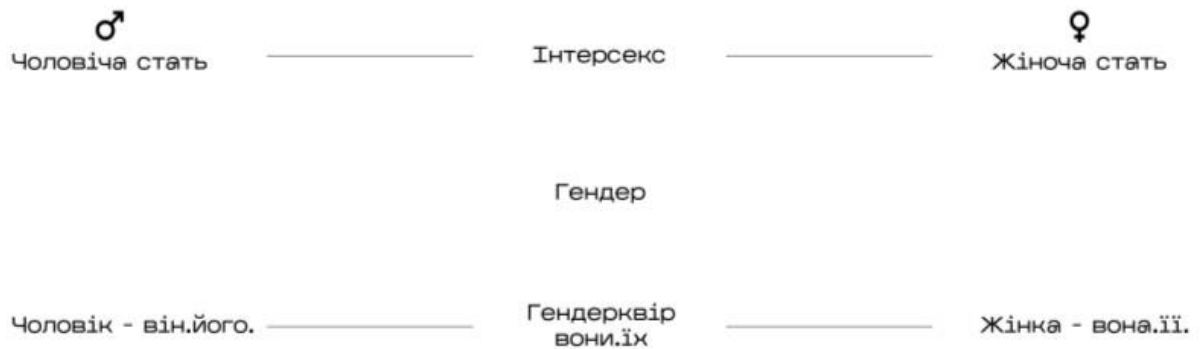 Чоловіча стать
Інтерсекс
Жіноча стать
Гендер
Чоловік - він.його.
Гендерквір
вони.їх
Жінка - вона.її.